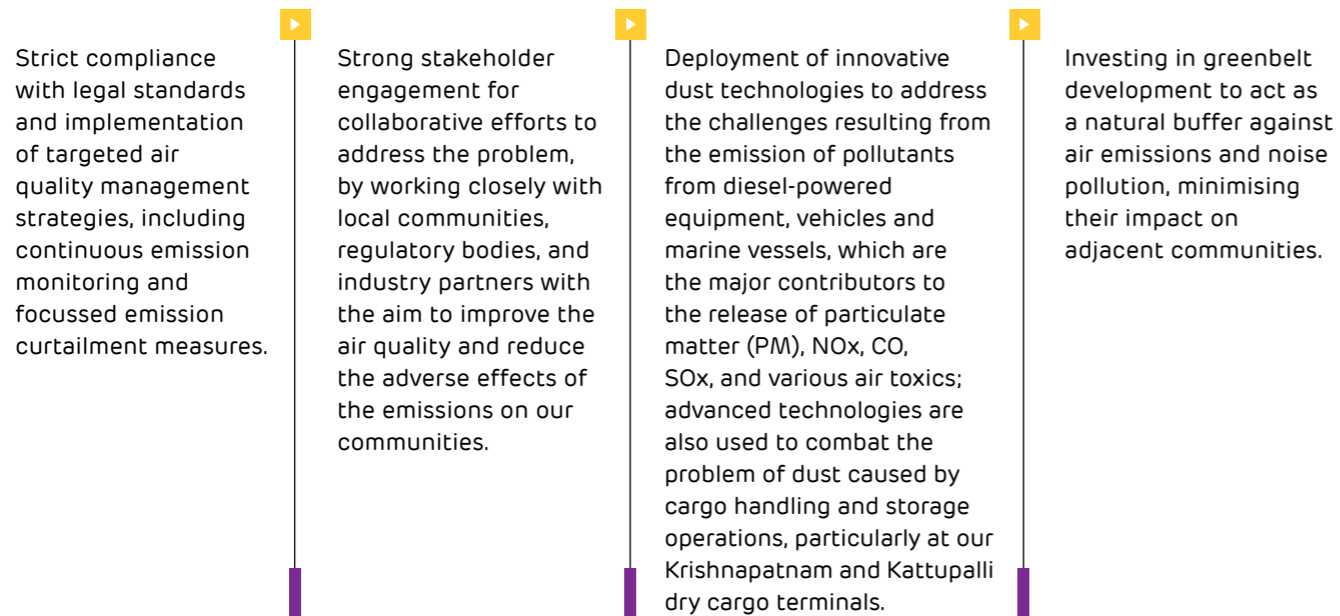 Strict compliance
with legal standards
and implementation
of targeted air
quality management
strategies, including
continuous emission
monitoring and
focussed emission
curtailment measures.
Strong stakeholder
engagement for
collaborative efforts to
address the problem,
by working closely with
local communities,
regulatory bodies, and
industry partners with
the aim to improve the
air quality and reduce
the adverse effects of
the emissions on our
communities.
Deployment of innovative
dust technologies to address
the challenges resulting from
the emission of pollutants
from diesel-powered
equipment, vehicles and
marine vessels, which are
the major contributors to
the release of particulate
matter (PM), NOx, CO,
SOx, and various air toxics;
advanced technologies are
also used to combat the
problem of dust caused by
cargo handling and storage
operations, particularly at our
Krishnapatnam and Kattupalli
dry cargo terminals.
Investing in greenbelt
development to act as
a natural buffer against
air emissions and noise
pollution, minimising
their impact on
adjacent communities.